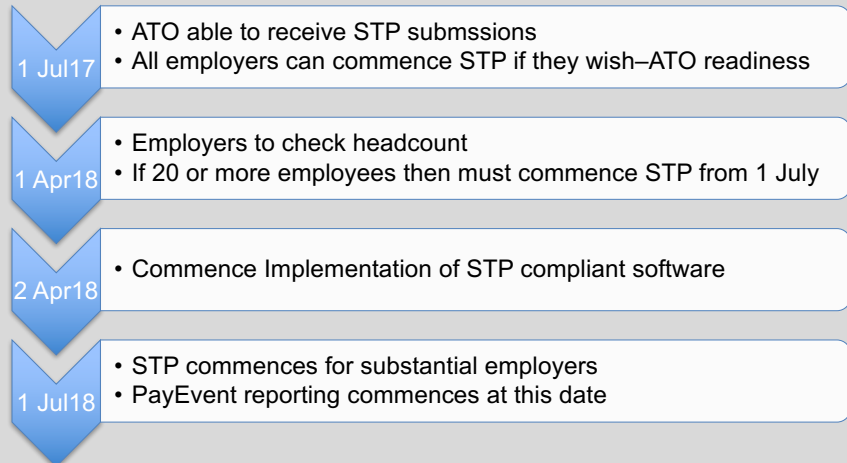 1 Jul17
• ATO able to receive STP submssions
• All employers can commence STP if they wish–ATO readiness
1 Apr18
• Employers to check headcount
• If 20 or more employees then must commence STP from 1 July
2 Apr18
• Commence Implementation of STP compliant software
1 Jul18
• STP commences for substantial employers
• PayEvent reporting commences at this date